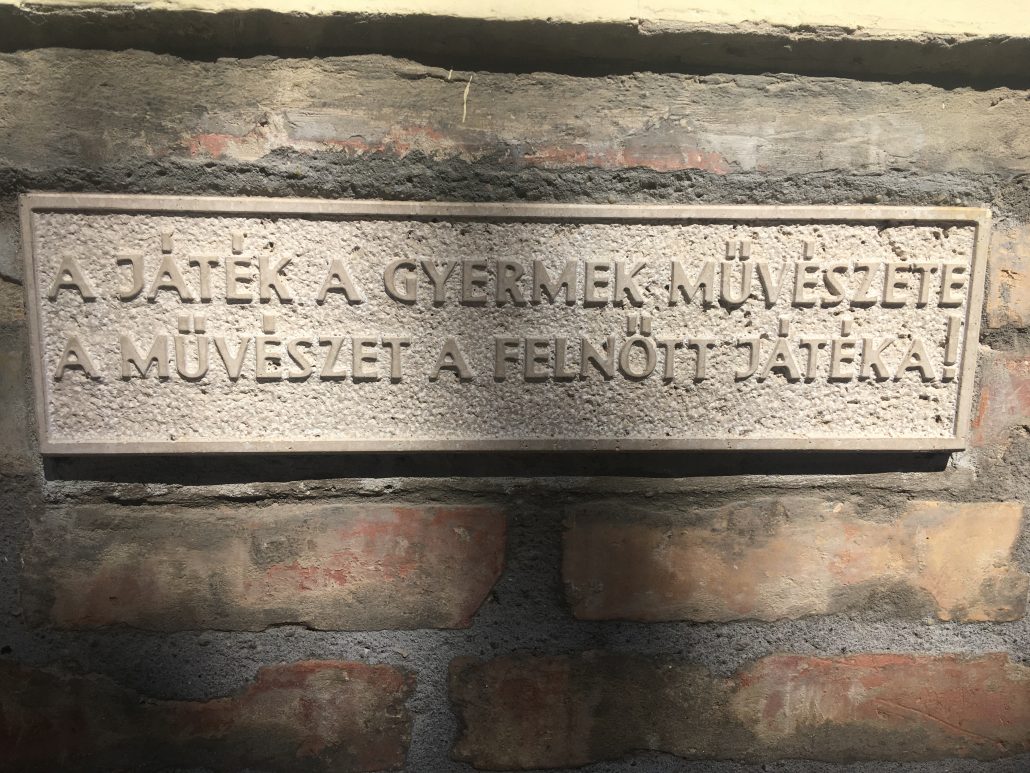 A JÁTÉK A GYERMEK MŰVÉSZETE
A MŰVÉSZET A FELNŐTT JÁTÉKA!